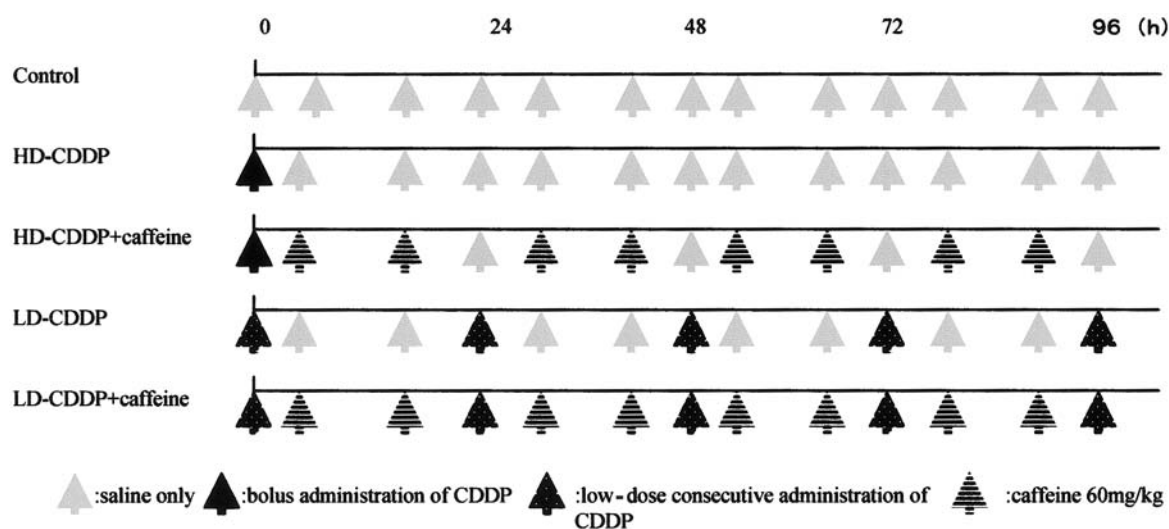 0 24 48 72 96 (h)
Control
HD-CDDP
HD-CDDP+caffeine
LD-CDDP
LD-CDDP+caffeine
:saline only :bolus administration of CDDP :low-dose consecutive administration of CDDP :caffeine 60mg/kg